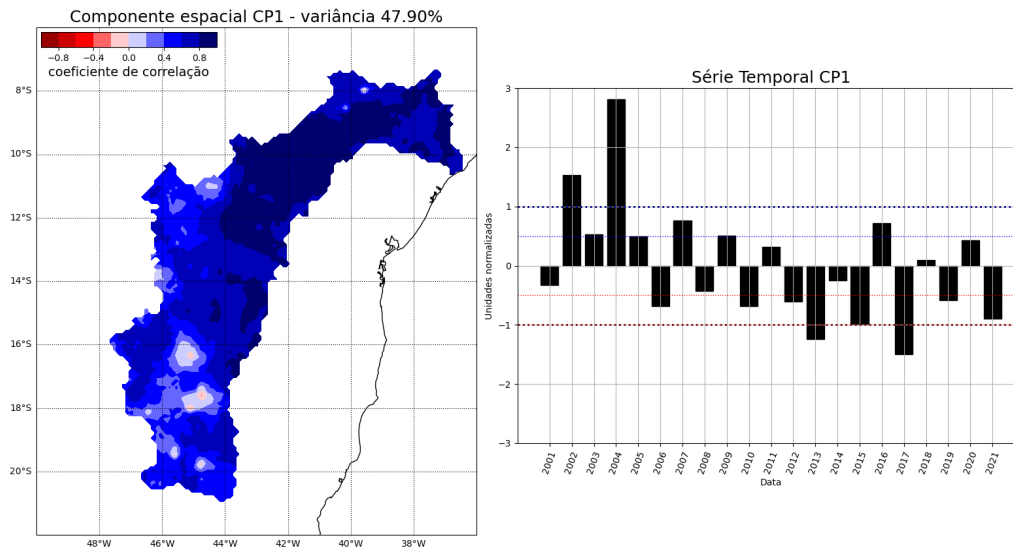 Componente espacial CP1 - variância 47.90%
−0.8 −0.4 0.0 0.4 0.8
coeficiente de correlação
8°S
10°S
12°S
14°S
16°S
18°S
20°S
48°W 46°W 44°W 42°W 40°W 38°W
Série Temporal CP1
Unidades normalizadas
3
2
1
0
−1
−2
−3
2001 2002 2003 2004 2005 2006 2007 2008 2009 2010 2011 2012 2013 2014 2015 2016 2017 2018 2019 2020 2021
Data